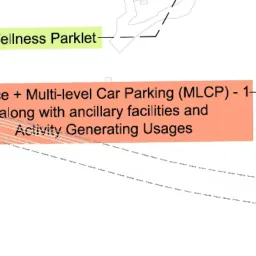 ellness Parklet
e + Multi-level Car Parking (MLCP) - 1
along with ancillary facilities and
Activity Generating Usages